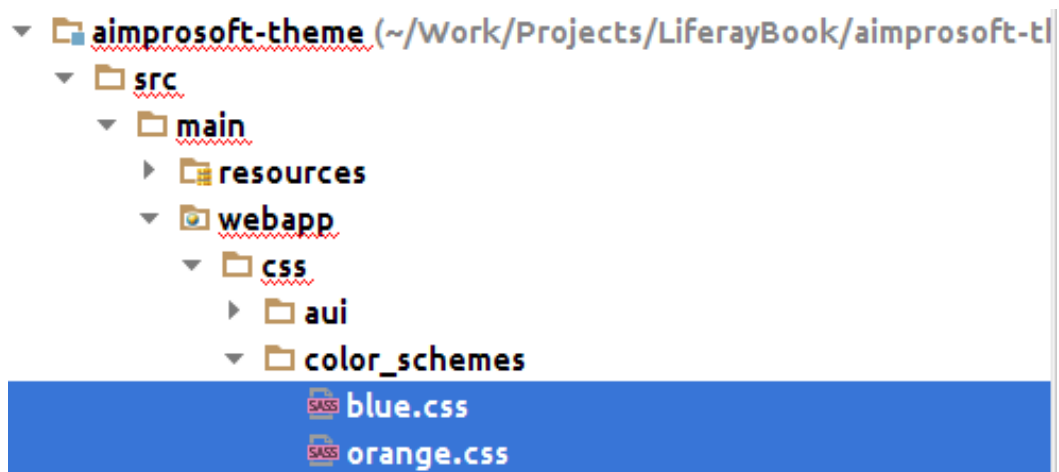 aimprosoft-theme (~/Work/Projects/LiferayBook/aimprosoft-tl
src
main
resources
webapp
css
aui
color_schemes
SASS blue.css
SASS orange.css